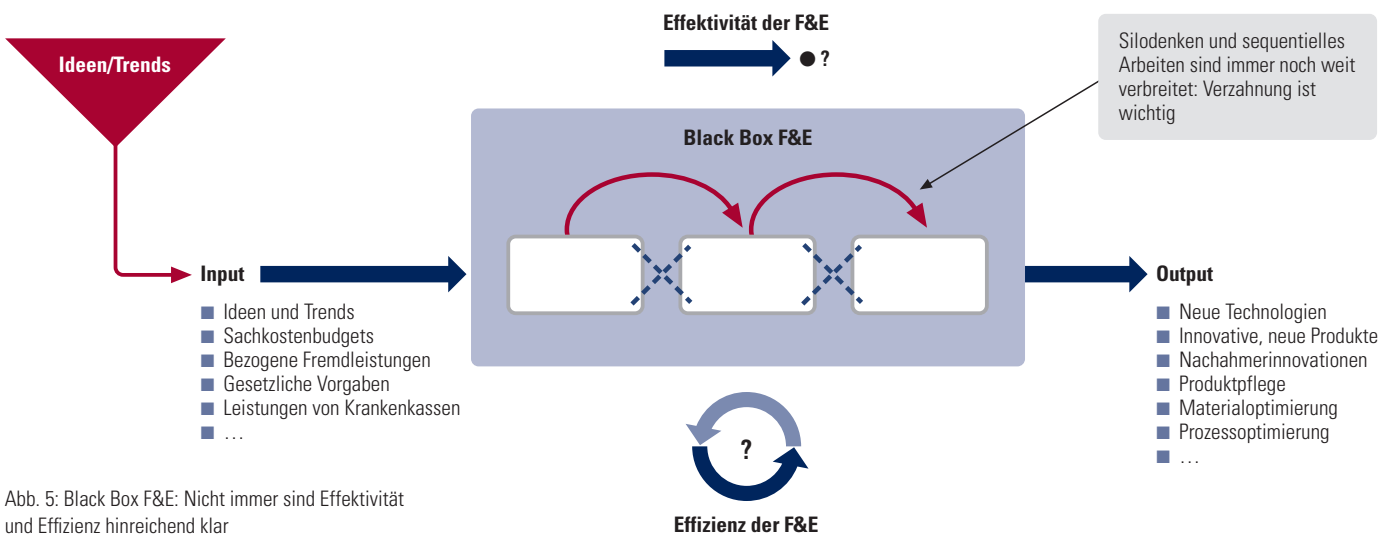 Effektivität der F&E
?
Ideen/Trends
Silodenken und sequentielles
Arbeiten sind immer noch weit
verbreitet: Verzahnung ist
wichtig
Black Box F&E
Input
■ Ideen und Trends
■ Sachkostenbudgets
■ Bezogene Fremdleistungen
■ Gesetzliche Vorgaben
■ Leistungen von Krankenkassen
■ …
Output
■ Neue Technologien
■ Innovative, neue Produkte
■ Nachahmerinnovationen
■ Produktpflege
■ Materialoptimierung
■ Prozessoptimierung
■ …
?
Effizienz der F&E
Abb. 5: Black Box F&E: Nicht immer sind Effektivität
und Effizienz hinreichend klar